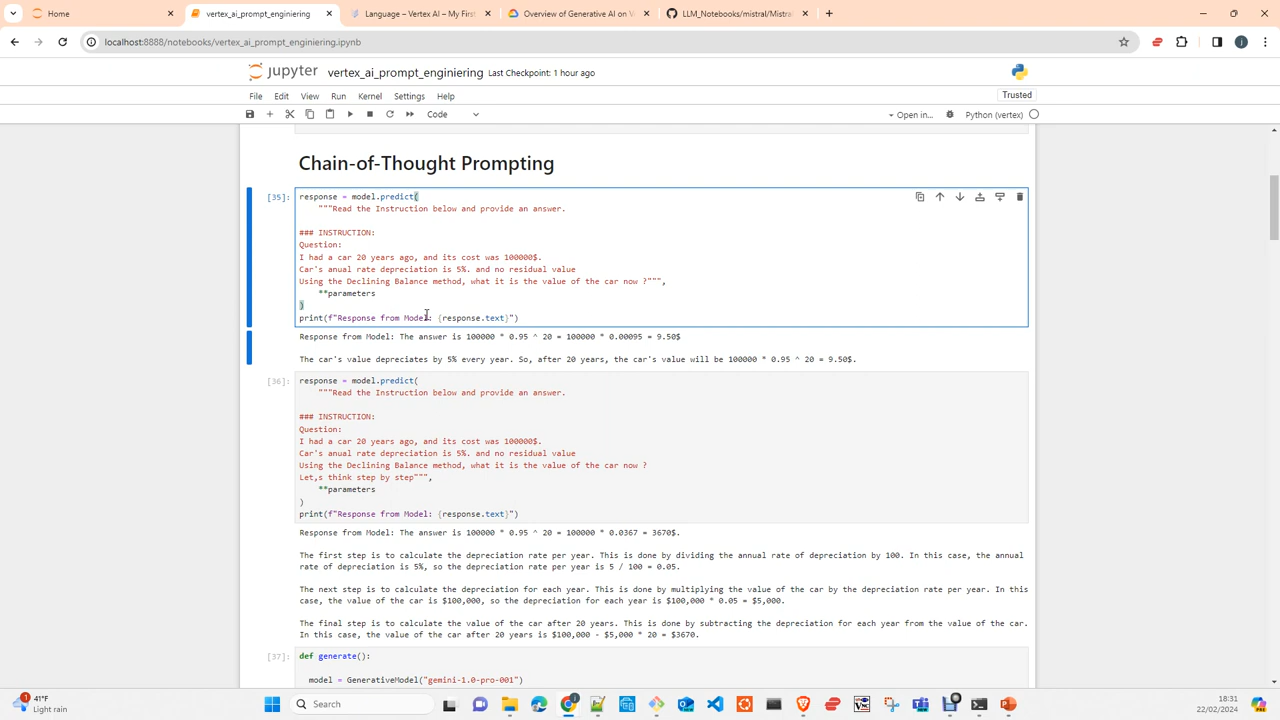 vertex_ai_prompt_enginiering
Home
Language – Vertex AI – My First
Overview of Generative AI on V
LLM_Notebooks/mistral/Mistral
localhost:8888/notebooks/vertex_ai_prompt_enginiering.ipynb
jupyter vertex_ai_prompt_enginiering Last Checkpoint: 1 hour ago
File Edit View Run Kernel Settings Help
Trusted
Code
Open in...
Python (vertex)
Chain-of-Thought Prompting
[35]: response = model.predict(
"""Read the Instruction below and provide an answer.
### INSTRUCTION:
Question:
I had a car 20 years ago, and its cost was 100000$.
Car's anual rate depreciation is 5%. and no residual value
Using the Declining Balance method, what it is the value of the car now ?""",
**parameters
)
print(f"Response from Model: {response.text}")
Response from Model: The answer is 100000 * 0.95 ^ 20 = 100000 * 0.00095 = 9.50$
The car's value depreciates by 5% every year. So, after 20 years, the car's value will be 100000 * 0.95 ^ 20 = 9.50$.
[36]: response = model.predict(
"""Read the Instruction below and provide an answer.
### INSTRUCTION:
Question:
I had a car 20 years ago, and its cost was 100000$.
Car's anual rate depreciation is 5%. and no residual value
Using the Declining Balance method, what it is the value of the car now ?
Let,s think step by step""",
**parameters
)
print(f"Response from Model: {response.text}")
Response from Model: The answer is 100000 * 0.95 ^ 20 = 100000 * 0.0367 = 3670$.
The first step is to calculate the depreciation rate per year. This is done by dividing the annual rate of depreciation by 100. In this case, the annual
rate of depreciation is 5%, so the depreciation rate per year is 5 / 100 = 0.05.
The next step is to calculate the depreciation for each year. This is done by multiplying the value of the car by the depreciation rate per year. In this
case, the value of the car is $100,000, so the depreciation for each year is $100,000 * 0.05 = $5,000.
The final step is to calculate the value of the car after 20 years. This is done by subtracting the depreciation for each year from the value of the car.
In this case, the value of the car after 20 years is $100,000 - $5,000 * 20 = $3670.
[37]: def generate():
model = GenerativeModel("gemini-1.0-pro-001")
1
41°F
Light rain
Search
18:31
22/02/2024